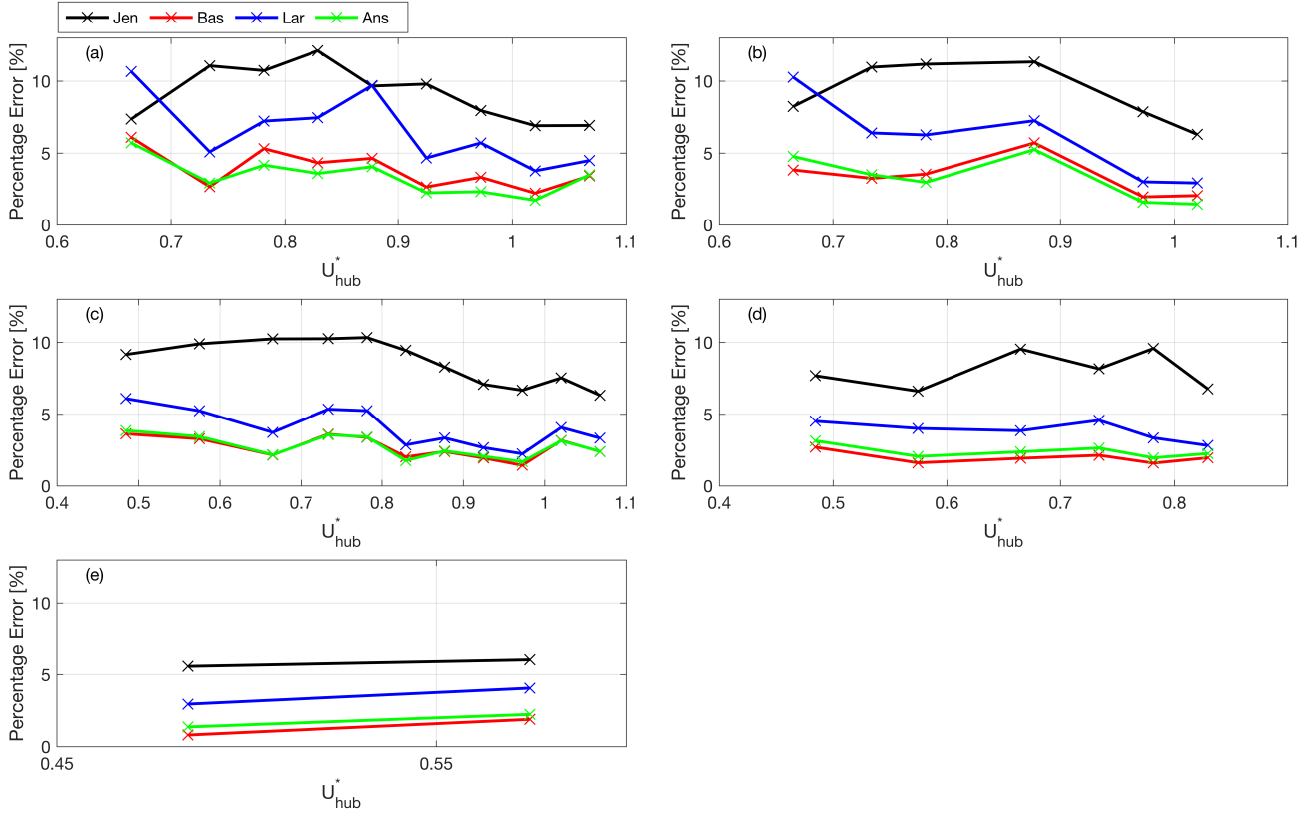 Jen Bas Lar Ans
(a)
Percentage Error [%]
10
5
0
0.6 0.7 0.8 0.9 1 1.1
U*hub
(b)
Percentage Error [%]
10
5
0
0.6 0.7 0.8 0.9 1 1.1
U*hub
(c)
Percentage Error [%]
10
5
0
0.4 0.5 0.6 0.7 0.8 0.9 1 1.1
U*hub
(d)
Percentage Error [%]
10
5
0
0.4 0.5 0.6 0.7 0.8
U*hub
(e)
Percentage Error [%]
10
5
0
0.45 0.55
U*hub